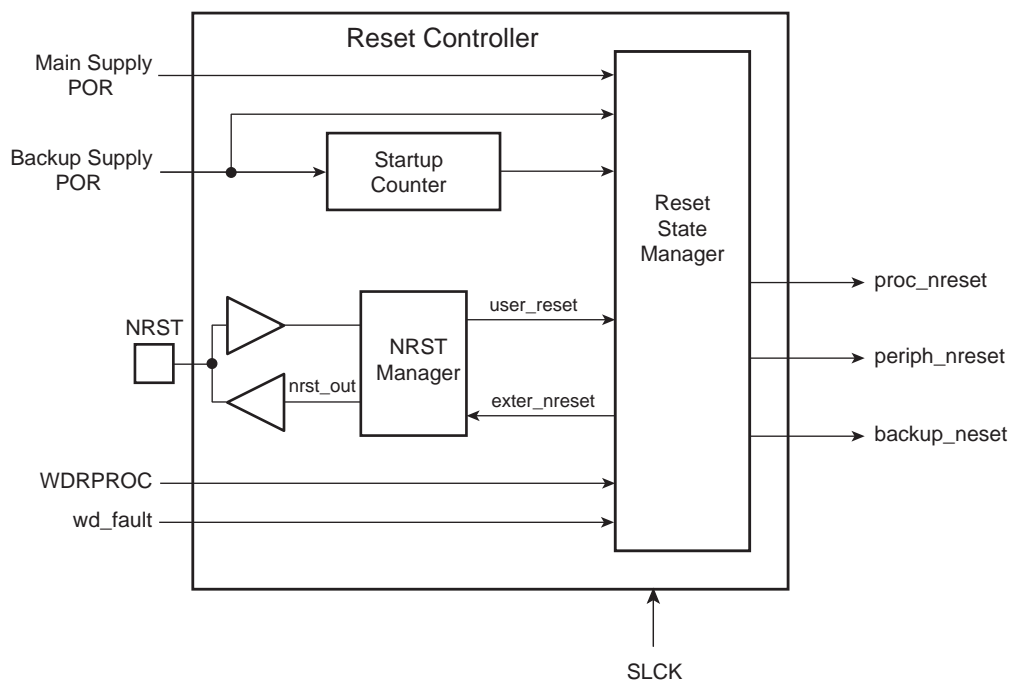 Reset Controller
Main Supply
POR
Backup Supply
POR
Startup
Counter
Reset
State
Manager
NRST
NRST
Manager
user_reset
nrst_out
exter_nreset
proc_nreset
periph_nreset
backup_neset
WDRPROC
wd_fault
SLCK